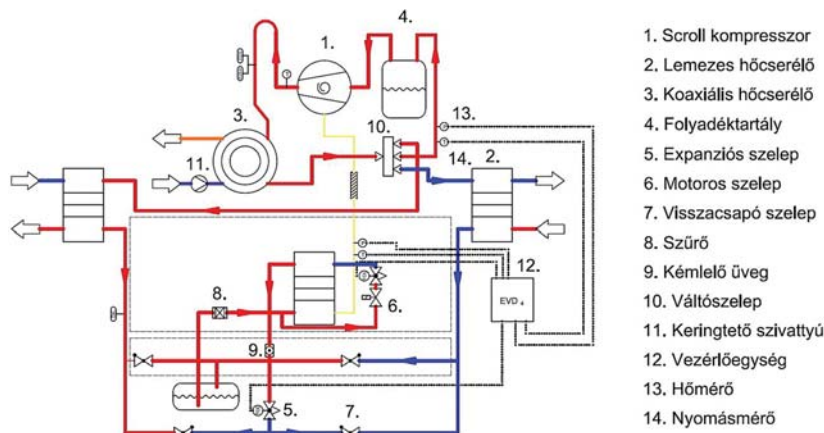 1.
4.
3.
13.
10.
11.
14.
2.
12.
EVD 4
8.
6.
9.
5.
7.
1. Scroll kompresszor
2. Lemezes hőcserélő
3. Koaxiális hőcserélő
4. Folyadéktartály
5. Expanziós szelep
6. Motoros szelep
7. Visszacsapó szelep
8. Szűrő
9. Kémlelő üveg
10. Váltószelep
11. Keringtető szivattyú
12. Vezérlőegység
13. Hőmérő
14. Nyomásmérő